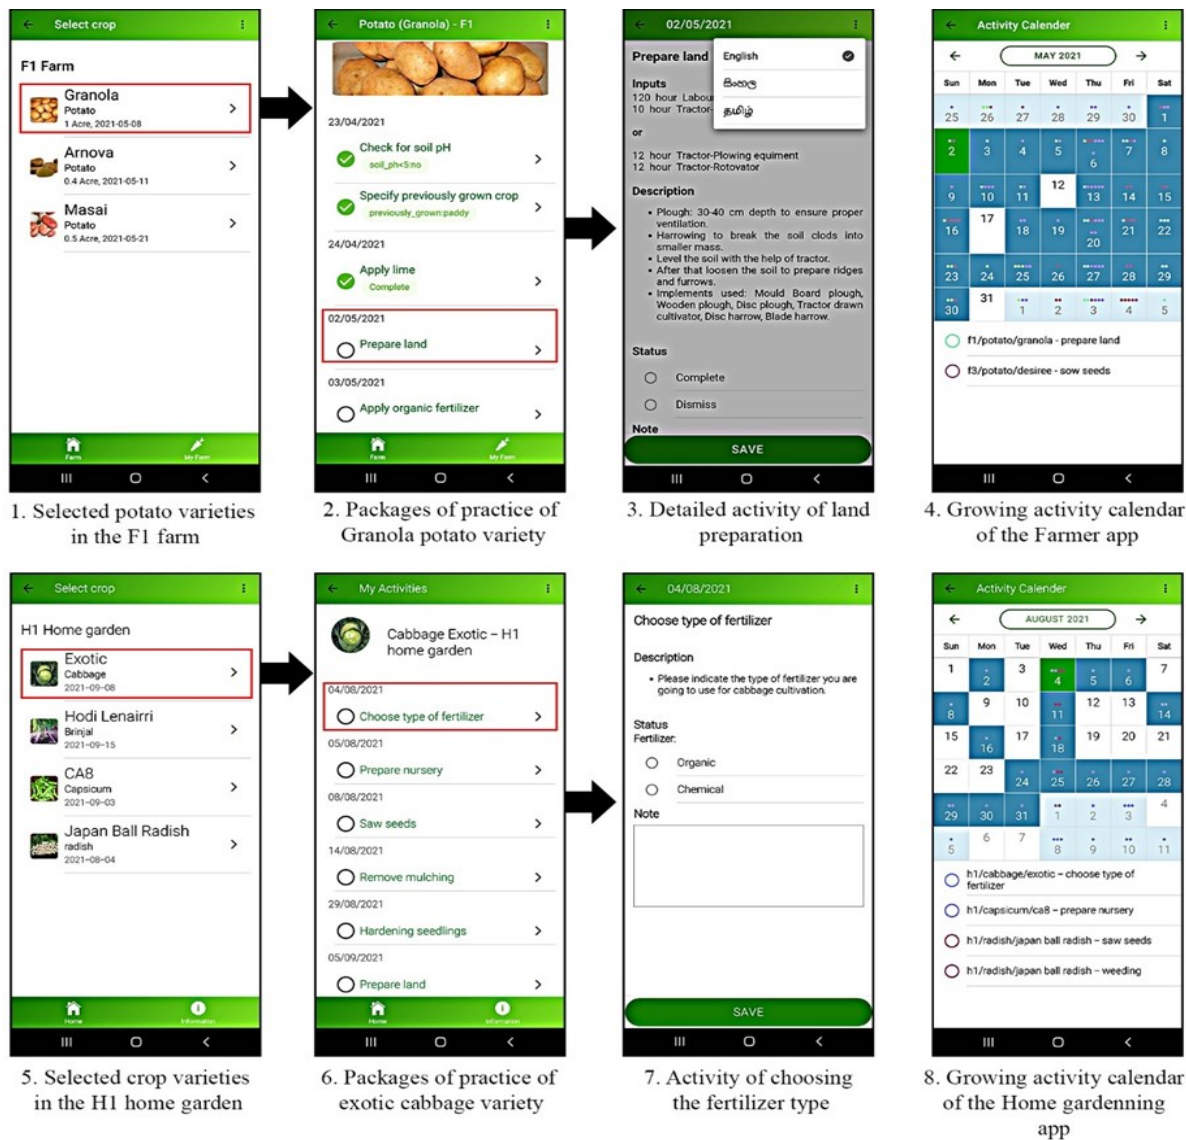 Select crop
F1 Farm
Granola
Potato
1 Acre, 2021-05-08
Arnova
Potato
0.4 Acre, 2021-05-11
Masai
Potato
0.5 Acre, 2021-05-21
Farm
My Farm
1. Selected potato varieties
in the F1 farm
Potato (Granola) - F1
23/04/2021
Check for soil pH
soil_ph<5:no
Specify previously grown crop
previously_grown:paddy
24/04/2021
Apply lime
Complete
02/05/2021
Prepare land
03/05/2021
Apply organic fertilizer
Farm
My Farm
2. Packages of practice of
Granola potato variety
02/05/2021
English
සිංහල
தமிழ்
Prepare land
Inputs
120 hour Labou
10 hour Tractor-
or
12 hour Tractor-Plowing equiment
12 hour Tractor-Rotovator
Description
• Plough: 30-40 cm depth to ensure proper
ventilation.
• Harrowing to break the soil clods into
smaller mass.
• Level the soil with the help of tractor.
• After that loosen the soil to prepare ridges
and furrows.
• Implements used: Mould Board plough,
Wooden plough, Disc plough, Tractor drawn
cultivator, Disc harrow, Blade harrow.
Status
Complete
Dismiss
Note
SAVE
3. Detailed activity of land
preparation
Activity Calender
MAY 2021
Sun Mon Tue Wed Thu Fri Sat
25 26 27 28 29 30 1
2 3 4 5 6 7 8
9 10 11 12 13 14 15
16 17 18 19 20 21 22
23 24 25 26 27 28 29
30 31 1 2 3 4 5
f1/potato/granola - prepare land
f3/potato/desiree - sow seeds
4. Growing activity calendar
of the Farmer app
Select crop
H1 Home garden
Exotic
Cabbage
2021-09-08
Hodi Lenairri
Brinjal
2021-09-15
CA8
Capsicum
2021-09-03
Japan Ball Radish
radish
2021-08-04
Home
Information
5. Selected crop varieties
in the H1 home garden
My Activities
Cabbage Exotic – H1
home garden
04/08/2021
Choose type of fertilizer
05/08/2021
Prepare nursery
08/08/2021
Saw seeds
14/08/2021
Remove mulching
29/08/2021
Hardening seedlings
05/09/2021
Prepare land
Home
Information
6. Packages of practice of
exotic cabbage variety
04/08/2021
Choose type of fertilizer
Description
• Please indicate the type of fertilizer you are
going to use for cabbage cultivation.
Status
Fertilizer:
Organic
Chemical
Note
SAVE
7. Activity of choosing
the fertilizer type
Activity Calender
AUGUST 2021
Sun Mon Tue Wed Thu Fri Sat
1 2 3 4 5 6 7
8 9 10 11 12 13 14
15 16 17 18 19 20 21
22 23 24 25 26 27 28
29 30 31 1 2 3 4
5 6 7 8 9 10 11
h1/cabbage/exotic – choose type of
fertilizer
h1/capsicum/ca8 – prepare nursery
h1/radish/japan ball radish – saw seeds
h1/radish/japan ball radish – weeding
8. Growing activity calendar
of the Home gardenning
app